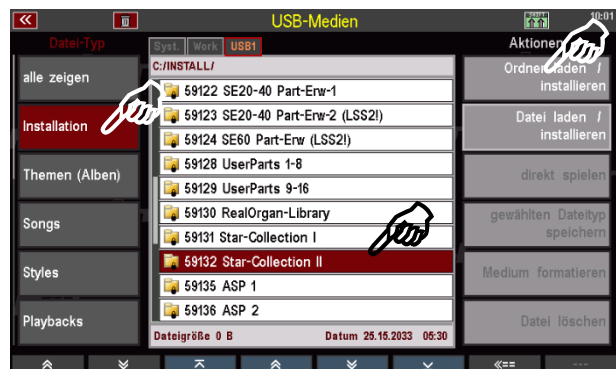 USB-Medien
SHIFT
10:01
Datei-Typ
Syst. Work USB1
Aktionen
C:/INSTALL/
alle zeigen
Installation
Themen (Alben)
Songs
Styles
Playbacks
59122 SE20-40 Part-Erw-1
59123 SE20-40 Part-Erw-2 (LSS2!)
59124 SE60 Part-Erw (LSS2!)
59128 UserParts 1-8
59129 UserParts 9-16
59130 RealOrgan-Library
59131 Star-Collection I
59132 Star-Collection II
59135 ASP 1
59136 ASP 2
Dateigröße 0 B Datum 25.15.2033 05:30
Ordner laden /
installieren
Datei laden /
installieren
direkt spielen
gewählten Dateityp
speichern
Medium formatieren
Datei löschen
«==
---